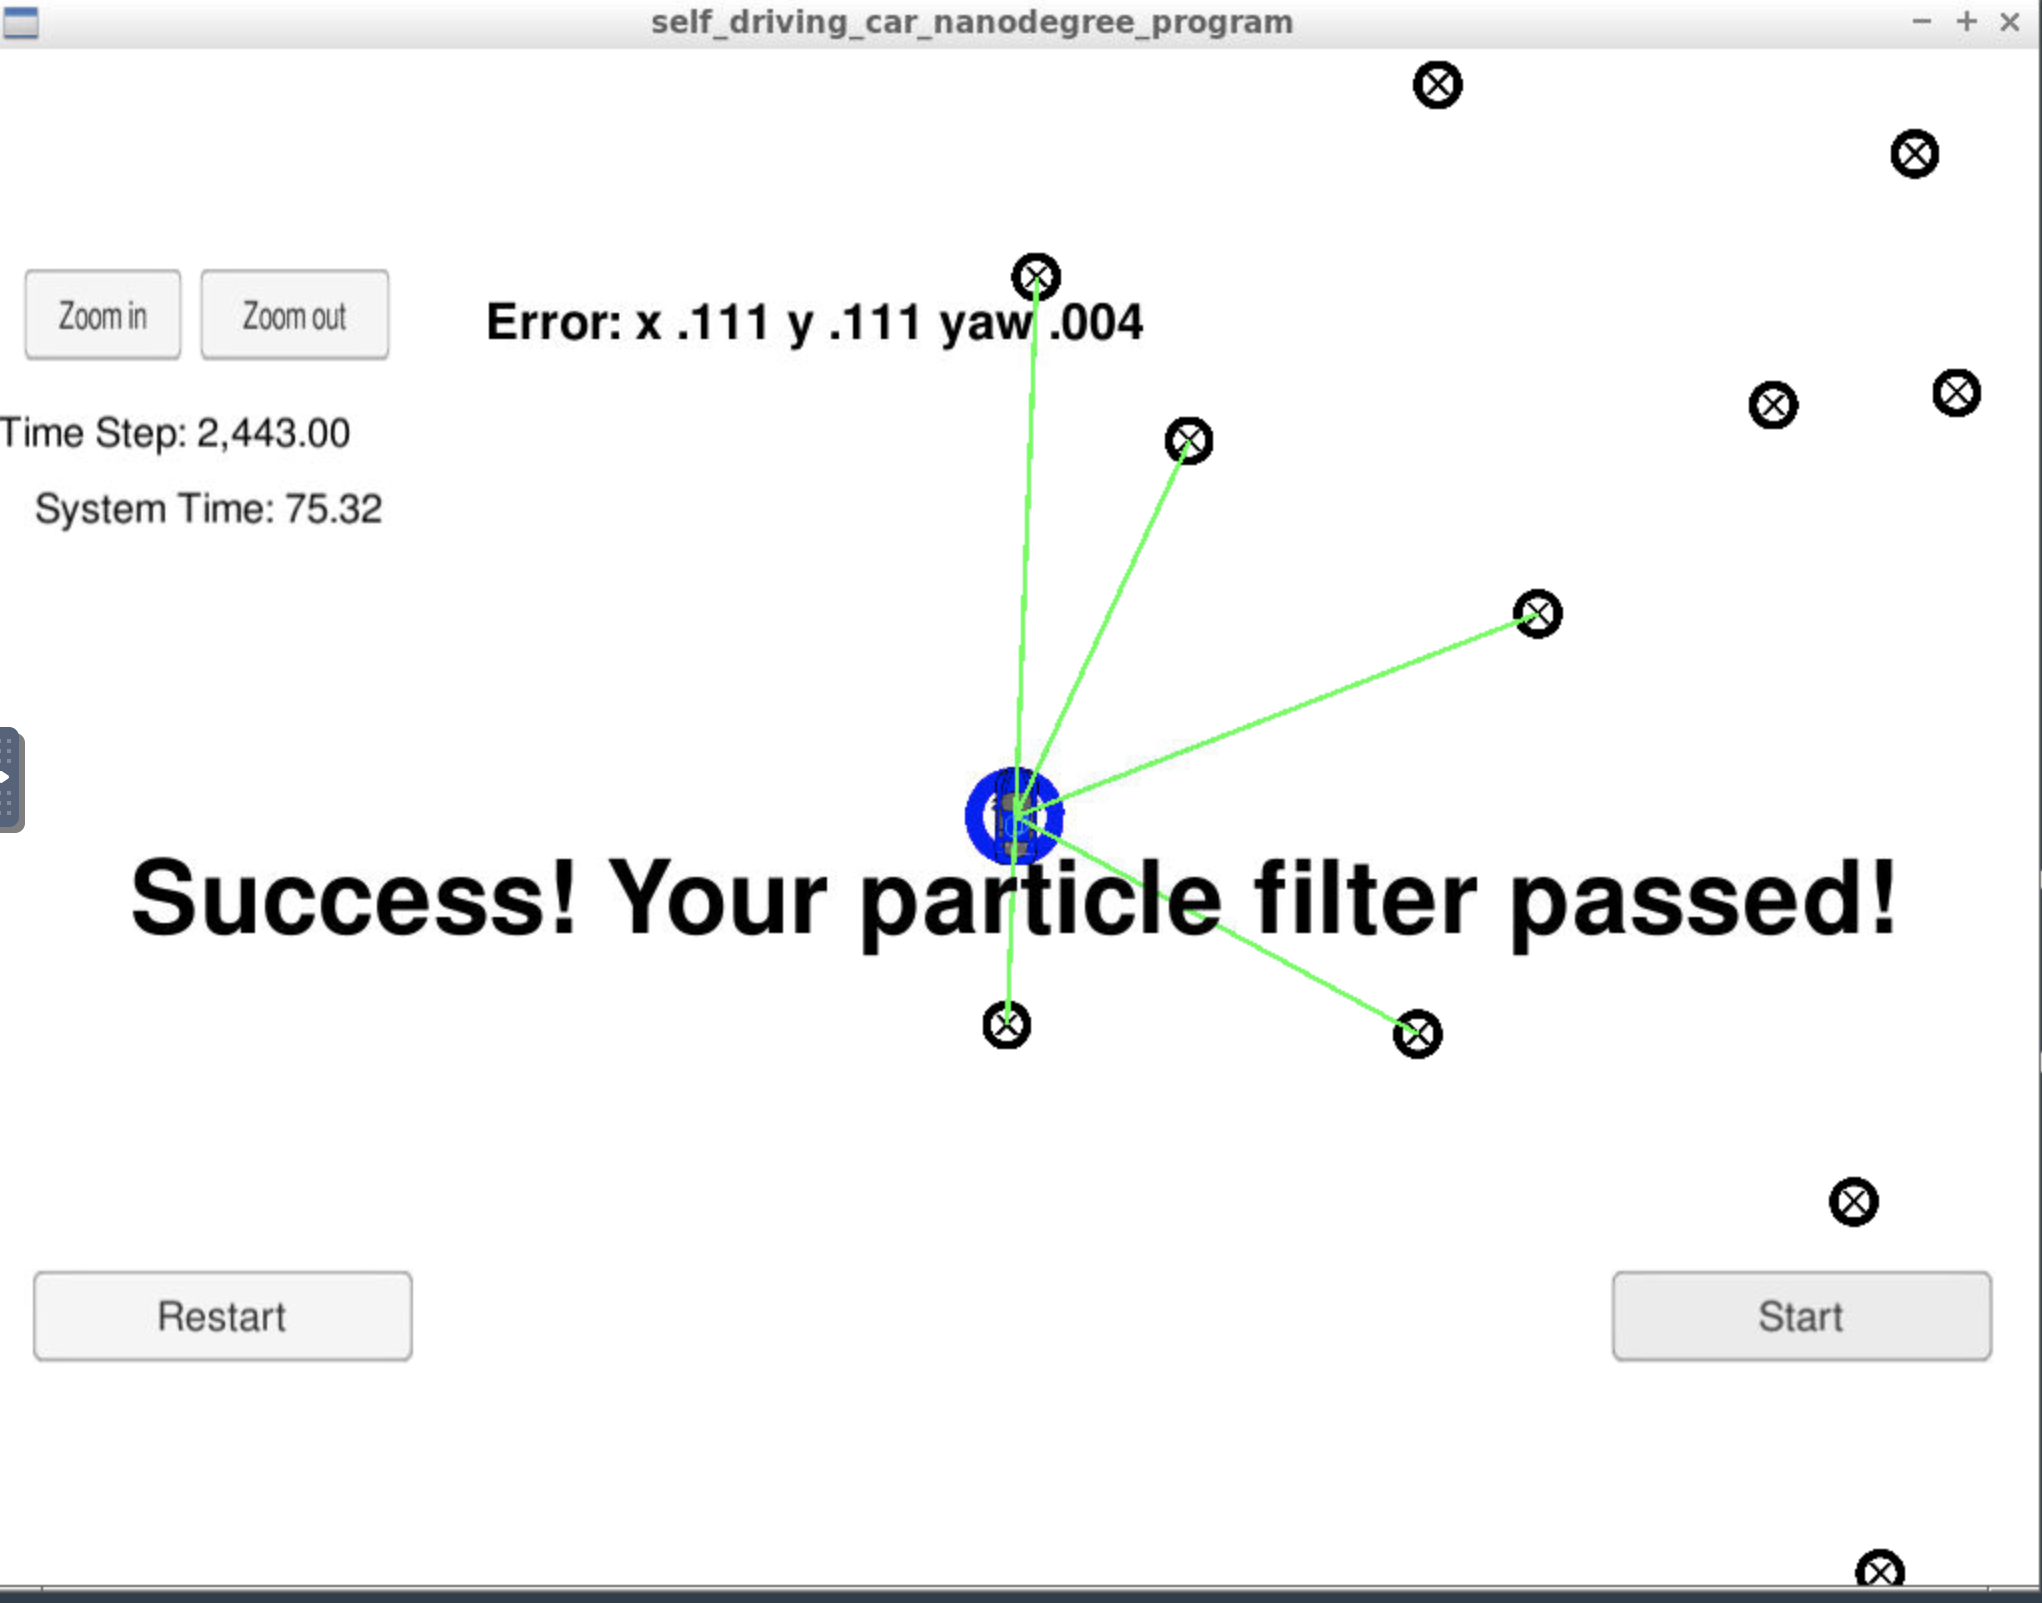 self_driving_car_nanodegree_program
Zoom in
Zoom out
Error: x .111 y .111 yaw .004
Time Step: 2,443.00
System Time: 75.32
Success! Your particle filter passed!
Restart
Start